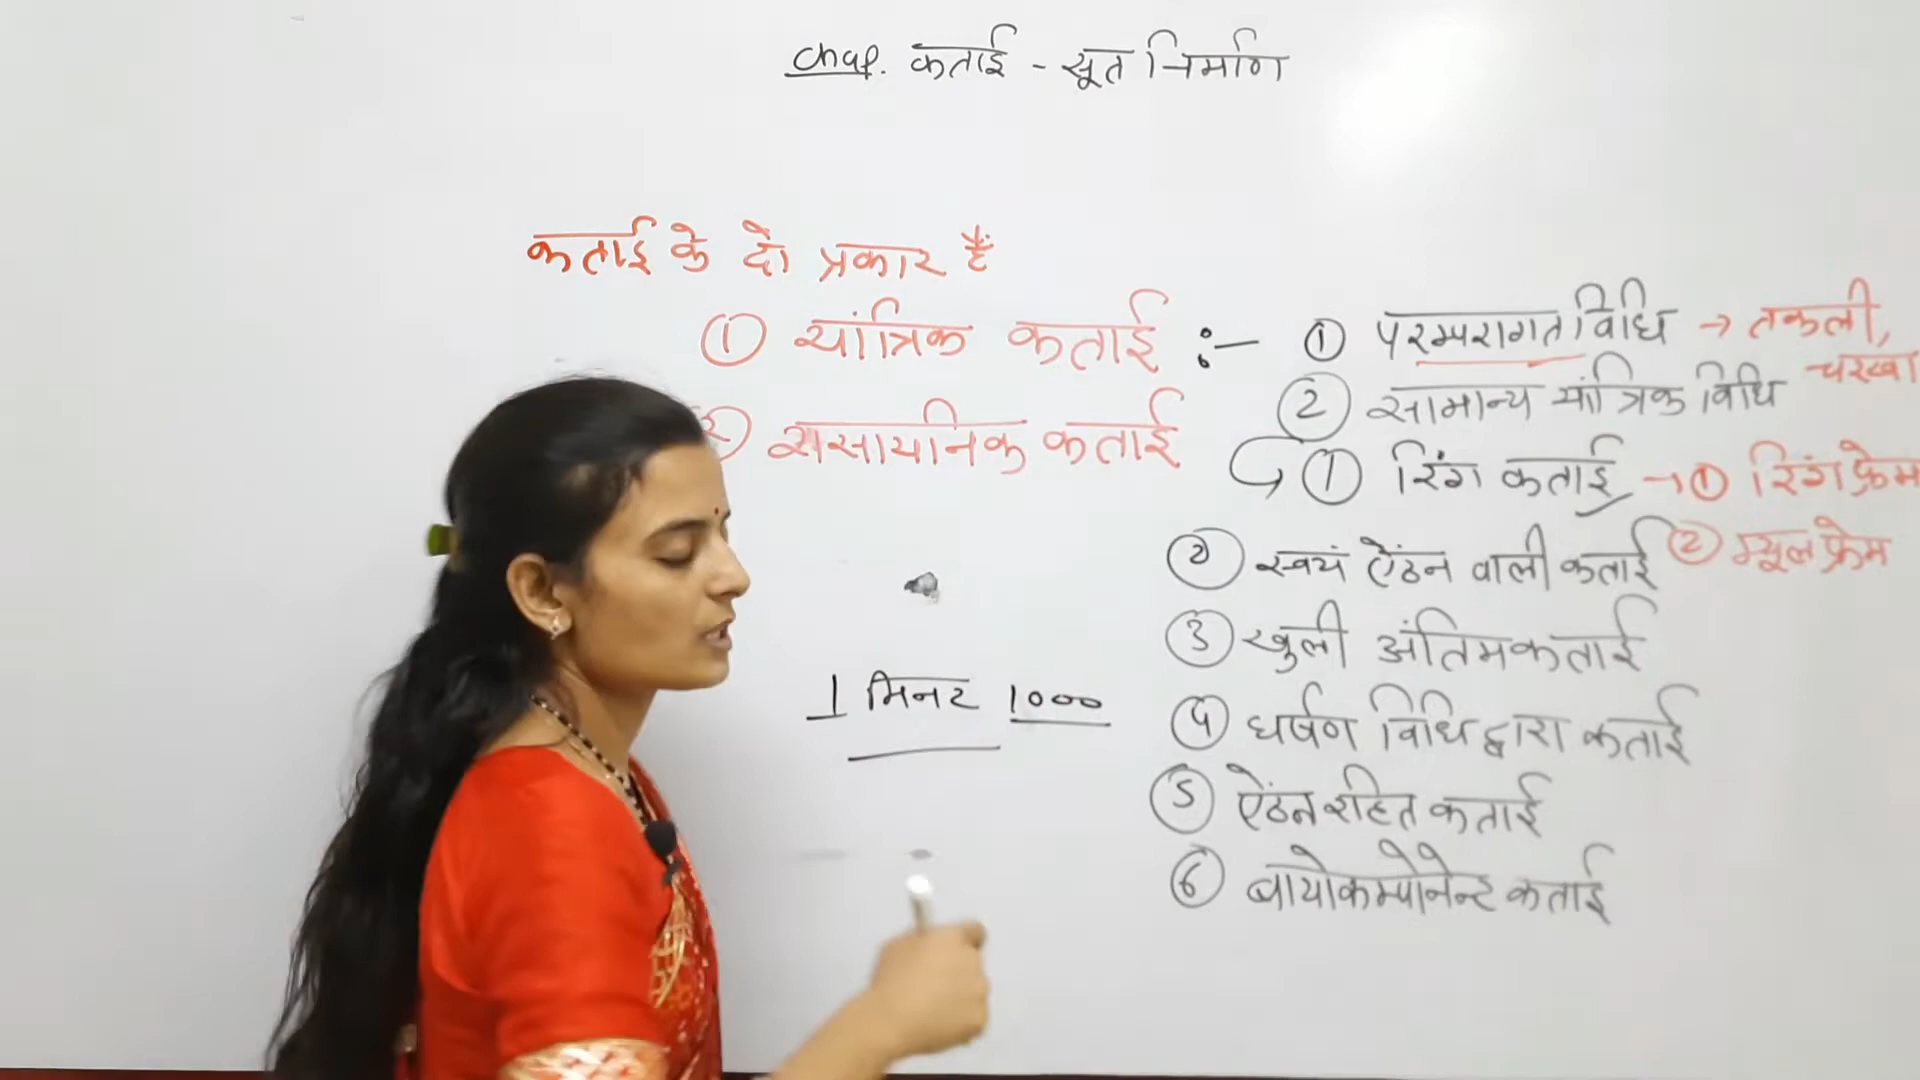 Chap. कताई - सूत निर्माण
कताई के दो प्रकार हैं
① यांत्रिक कताई :-
② रासायनिक कताई
① परम्परागत विधि → तकली,
चरखा
② सामान्य यांत्रिक विधि
① रिंग कताई → ① रिंग फ्रेम
② म्यूल फ्रेम
② स्वयं ऐंठन वाली कताई
③ खुली अंतिम कताई
④ घर्षण विधि द्वारा कताई
⑤ ऐंठन रहित कताई
⑥ बायोकम्पोनेन्ट कताई
1 मिनट 1000